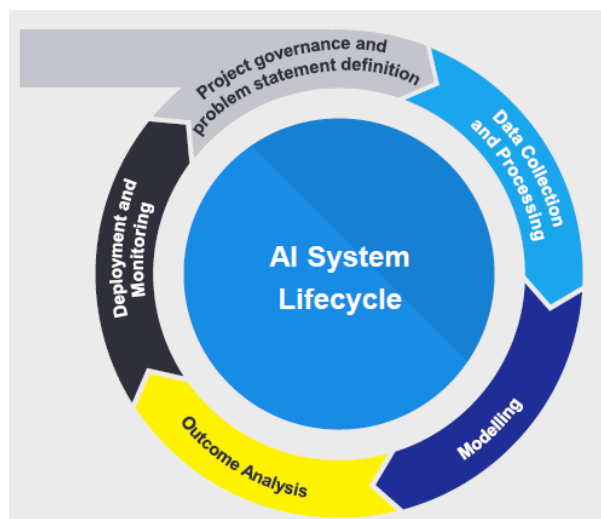 Project governance and
problem statement definition
Data Collection
and Processing
Modelling
Outcome Analysis
Deployment and
Monitoring
AI System
Lifecycle